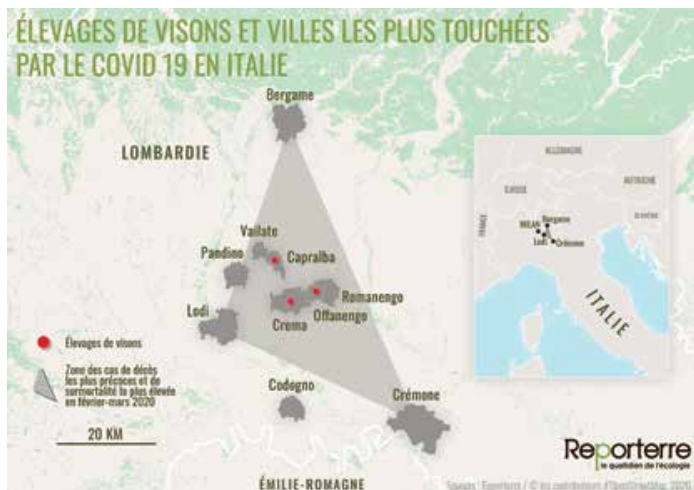 ÉLEVAGES DE VISONS ET VILLES LES PLUS TOUCHÉES
PAR LE COVID 19 EN ITALIE
Bergame
LOMBARDIE
Vailate
Pandino
Capralba
Romanengo
Offanengo
Lodi
Crema
Codogno
Crémone
Élevages de visons
Zone des cas de décès
les plus précoces et de
surmortalité la plus élevée
en février-mars 2020
20 KM
ÉMILIE-ROMAGNE
ALLEMAGNE
SUISSE
AUTRICHE
FRANCE
MILAN
Bergame
Lodi
Crémone
ITALIE
Reporterre
le quotidien de l'écologie